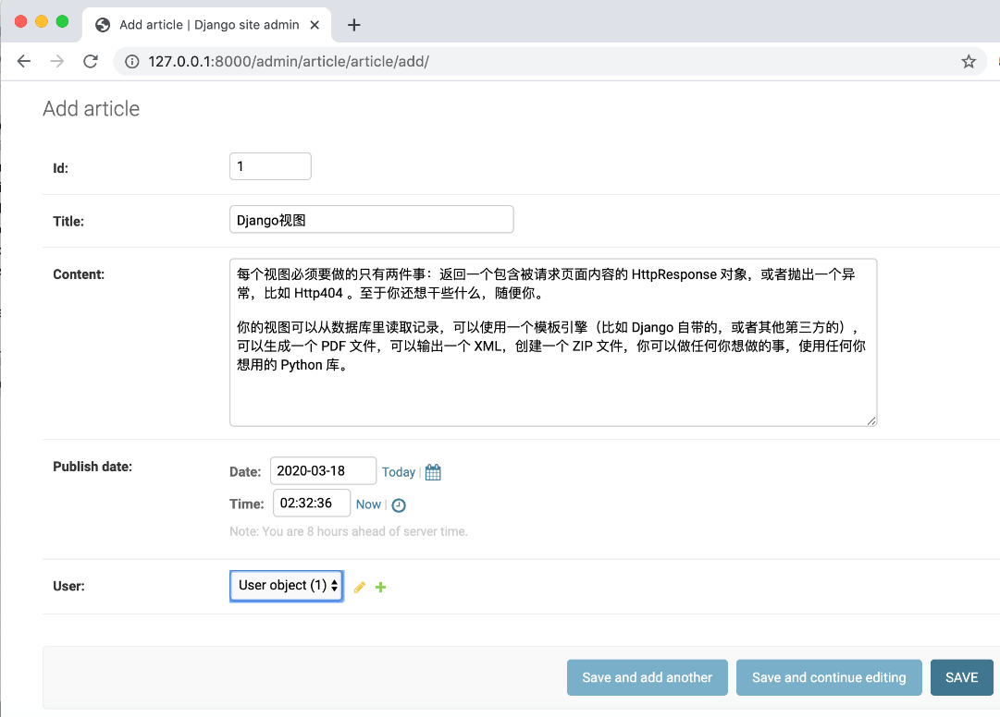 Add article | Django site admin
127.0.0.1:8000/admin/article/article/add/
Add article
Id:
1
Title:
Django视图
Content:
每个视图必须要做的只有两件事：返回一个包含被请求页面内容的 HttpResponse 对象，或者抛出一个异
常，比如 Http404 。至于你还想干些什么，随便你。
你的视图可以从数据库里读取记录，可以使用一个模板引擎（比如 Django 自带的，或者其他第三方的），
可以生成一个 PDF 文件，可以输出一个 XML，创建一个 ZIP 文件，你可以做任何你想做的事，使用任何你
想用的 Python 库。
Publish date:
Date: 2020-03-18 Today |
Time: 02:32:36 Now |
Note: You are 8 hours ahead of server time.
User:
User object (1)
Save and add another
Save and continue editing
SAVE